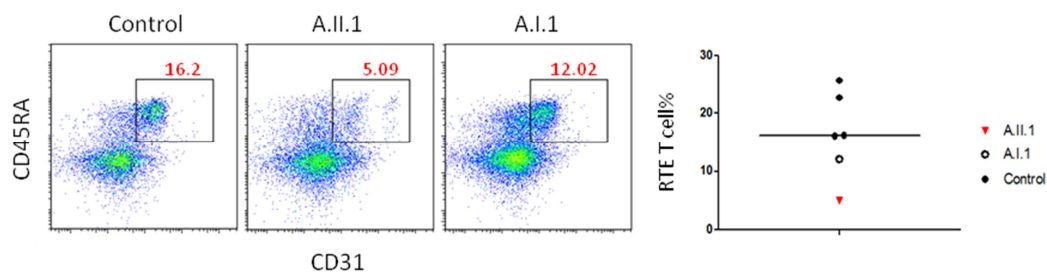 Control
A.II.1
A.I.1
16.2
5.09
12.02
CD45RA
CD31
30
20
10
0
RTE T cell%
A.II.1
A.I.1
Control